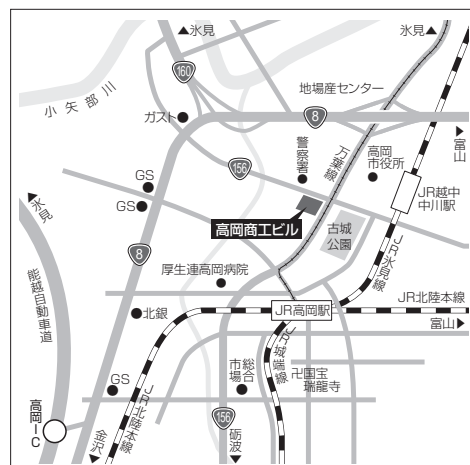 ▲氷見
氷見▲
160
小矢部川
地場産センター
ガスト
8
156
警察署
万葉線
高岡
市役所
▶
富山
GS
GS
JR越中
中川駅
▲氷見
高岡商工ビル
古城
公園
8
JR氷見線
厚生連高岡病院
能越自動車道
JR北陸本線
北銀
JR高岡駅
富山▶
JR城端線
GS
JR北陸本線
総合
市場
卍国宝
瑞龍寺
高岡IC
156
金沢▼
砺波▼